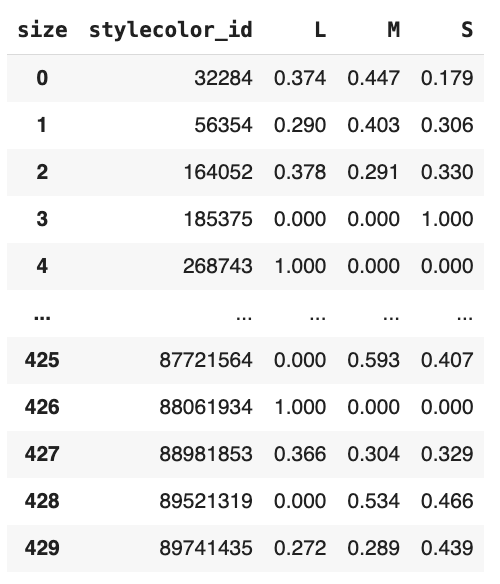 size stylecolor_id L M S
0 32284 0.374 0.447 0.179
1 56354 0.290 0.403 0.306
2 164052 0.378 0.291 0.330
3 185375 0.000 0.000 1.000
4 268743 1.000 0.000 0.000
... ... ... ... ...
425 87721564 0.000 0.593 0.407
426 88061934 1.000 0.000 0.000
427 88981853 0.366 0.304 0.329
428 89521319 0.000 0.534 0.466
429 89741435 0.272 0.289 0.439